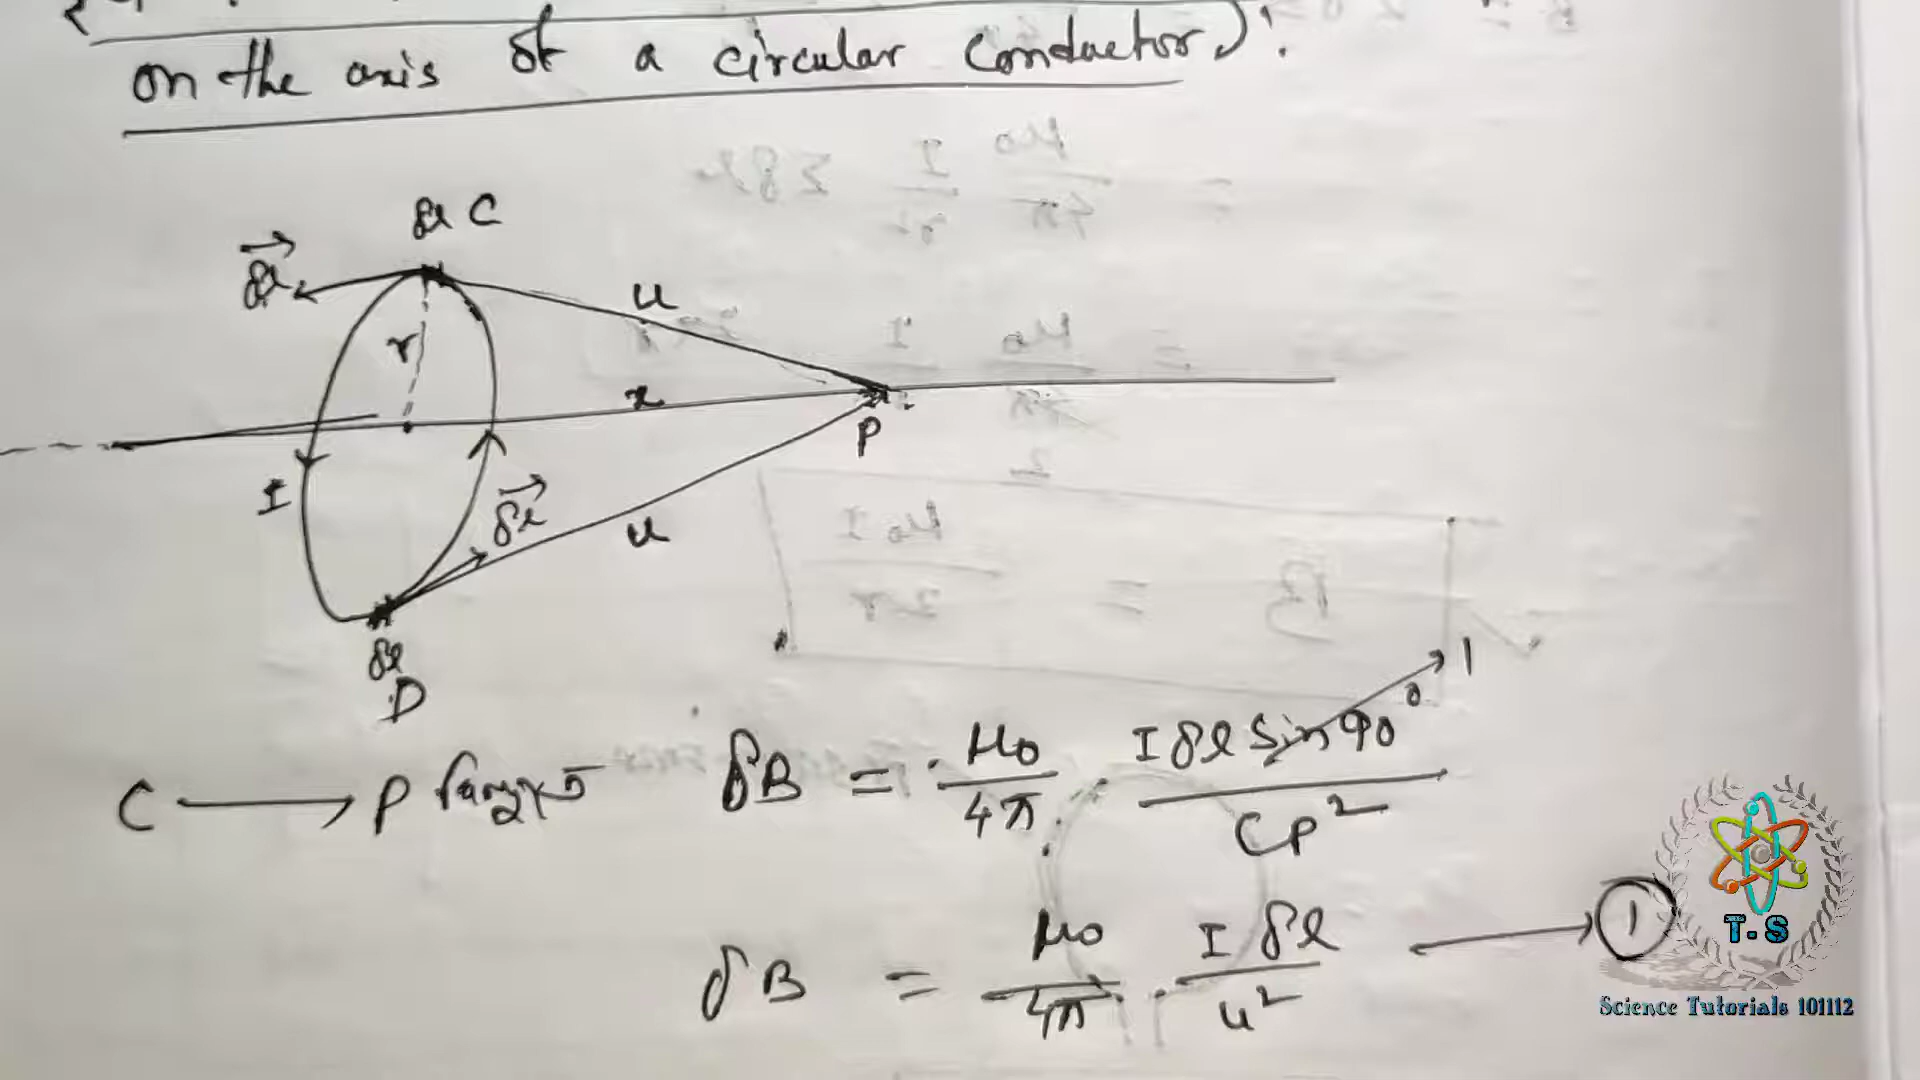 on the axis of a circular conductor) :
δl C
δl→
r
u
x
P
I
δl→
u
δl
D
C → P δB = μ₀/4π . I δl sin 90° / CP² 1
δB = μ₀/4π . I δl / u² → ①
T.S
Science Tutorials 101112